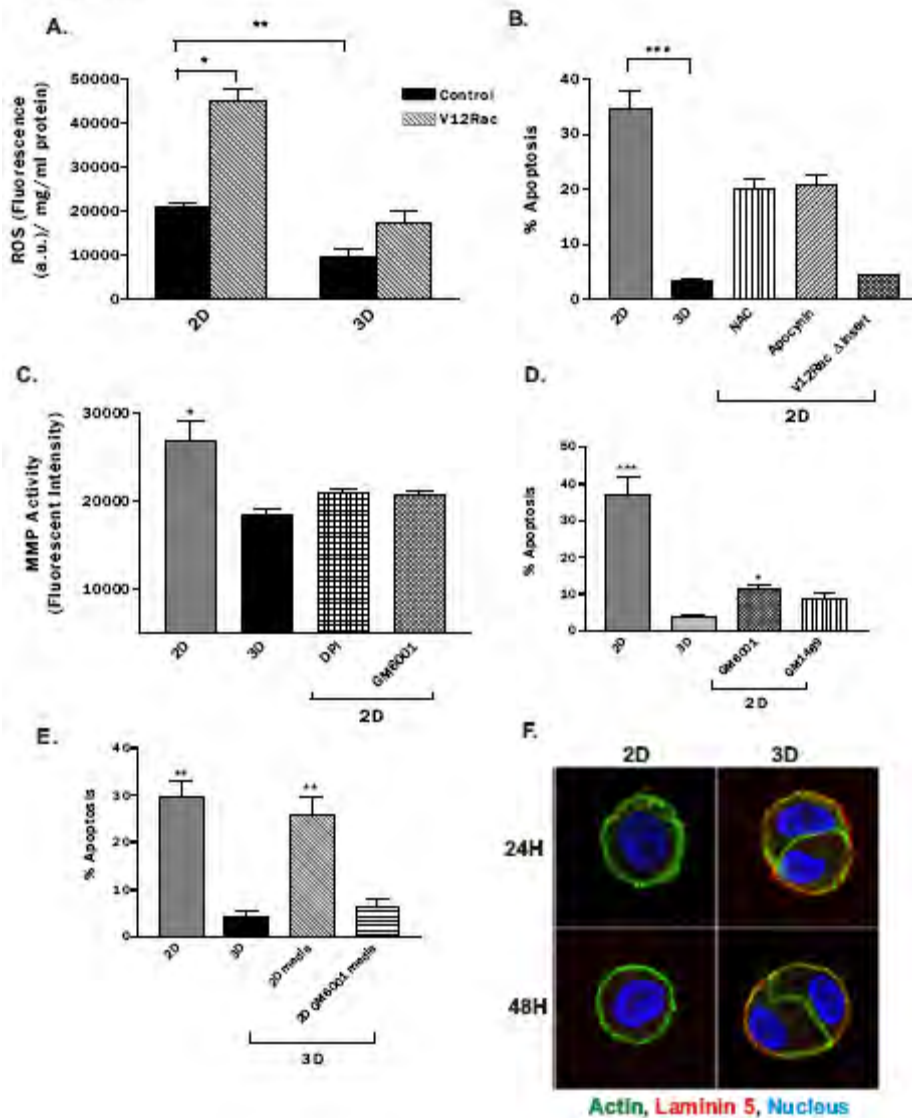 A.
**
*
50000
40000
30000
20000
10000
0
ROS (Fluorescence
(a.u.)/ mg/ml protein)
2D
3D
Control
V12Rac
B.
***
40
30
20
10
0
% Apoptosis
2D
3D
NAC
Apocynin
V12Rac Δinsert
2D
C.
*
30000
20000
10000
MMP Activity
(Fluorescent Intensity)
2D
3D
DPI
GM6001
2D
D.
***
*
50
40
30
20
10
0
% Apoptosis
2D
3D
GM6001
GM1489
2D
E.
**
**
40
30
20
10
0
% Apoptosis
2D
3D
2D media
2D GM6001 media
3D
F.
2D
3D
24H
48H
Actin, Laminin 5, Nucleus